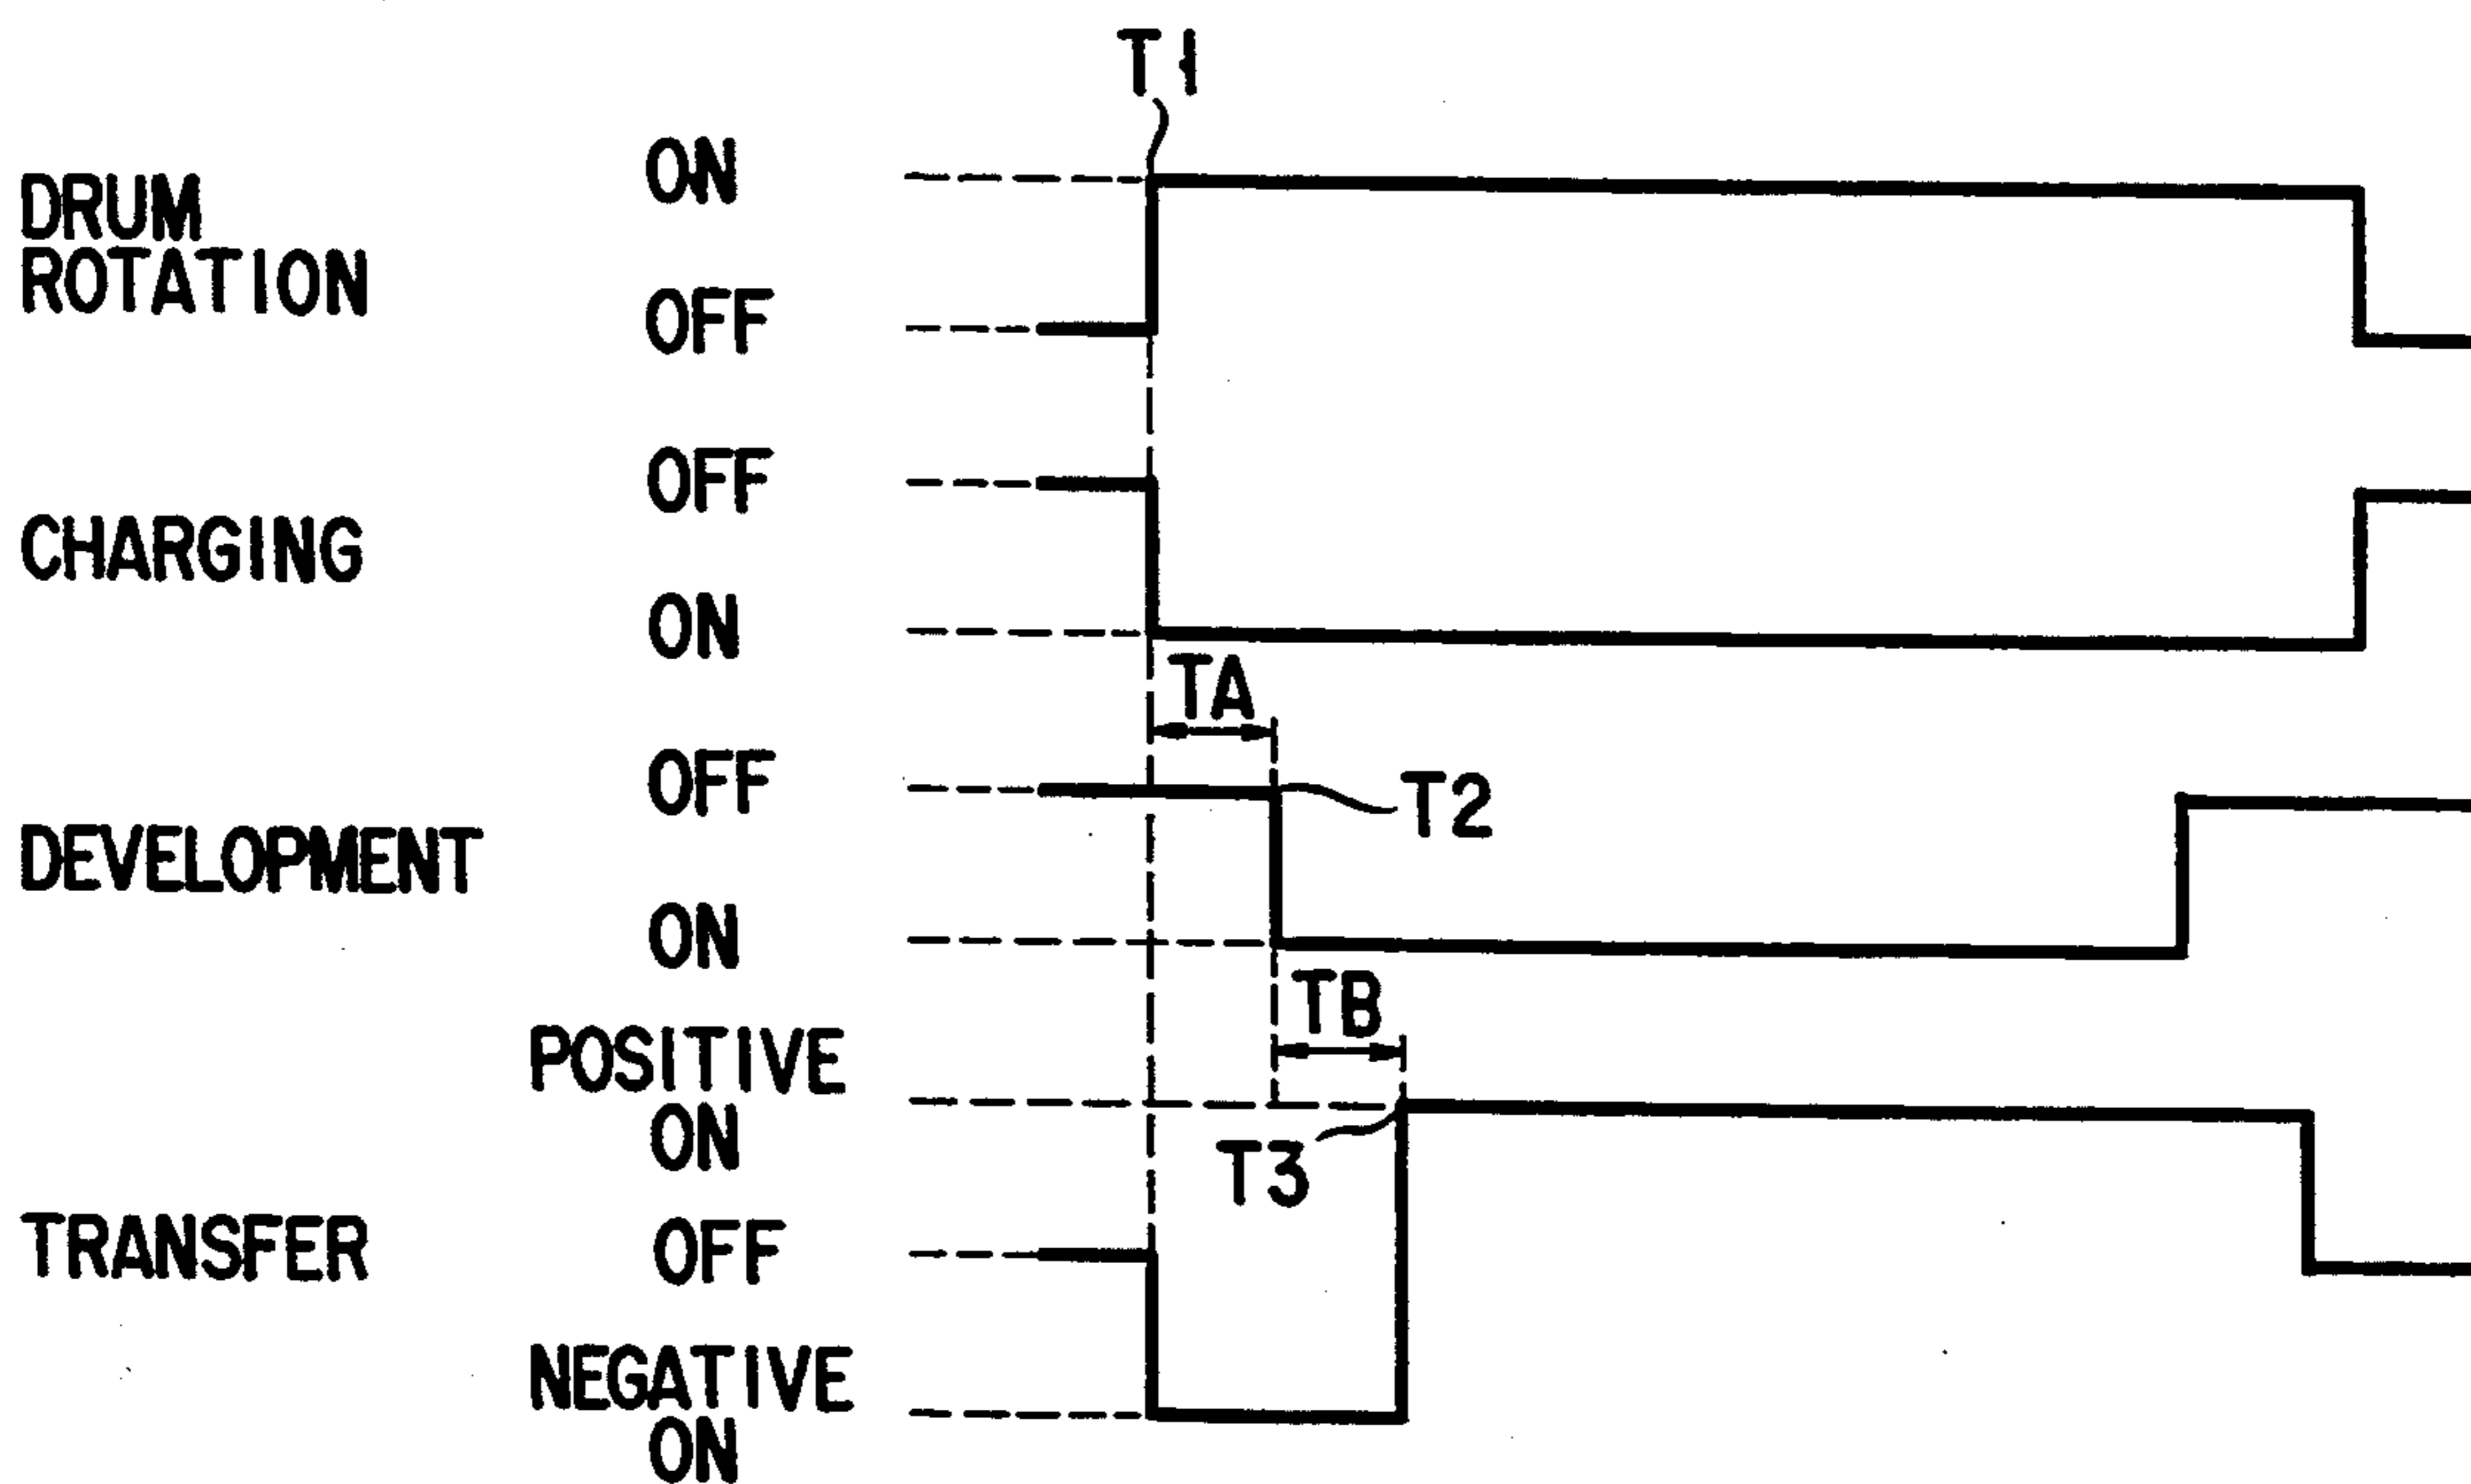 T1
DRUM
ROTATION
ON
OFF
CHARGING
OFF
ON
TA
DEVELOPMENT
OFF
T2
ON
TB
TRANSFER
POSITIVE
ON
T3
OFF
NEGATIVE
ON